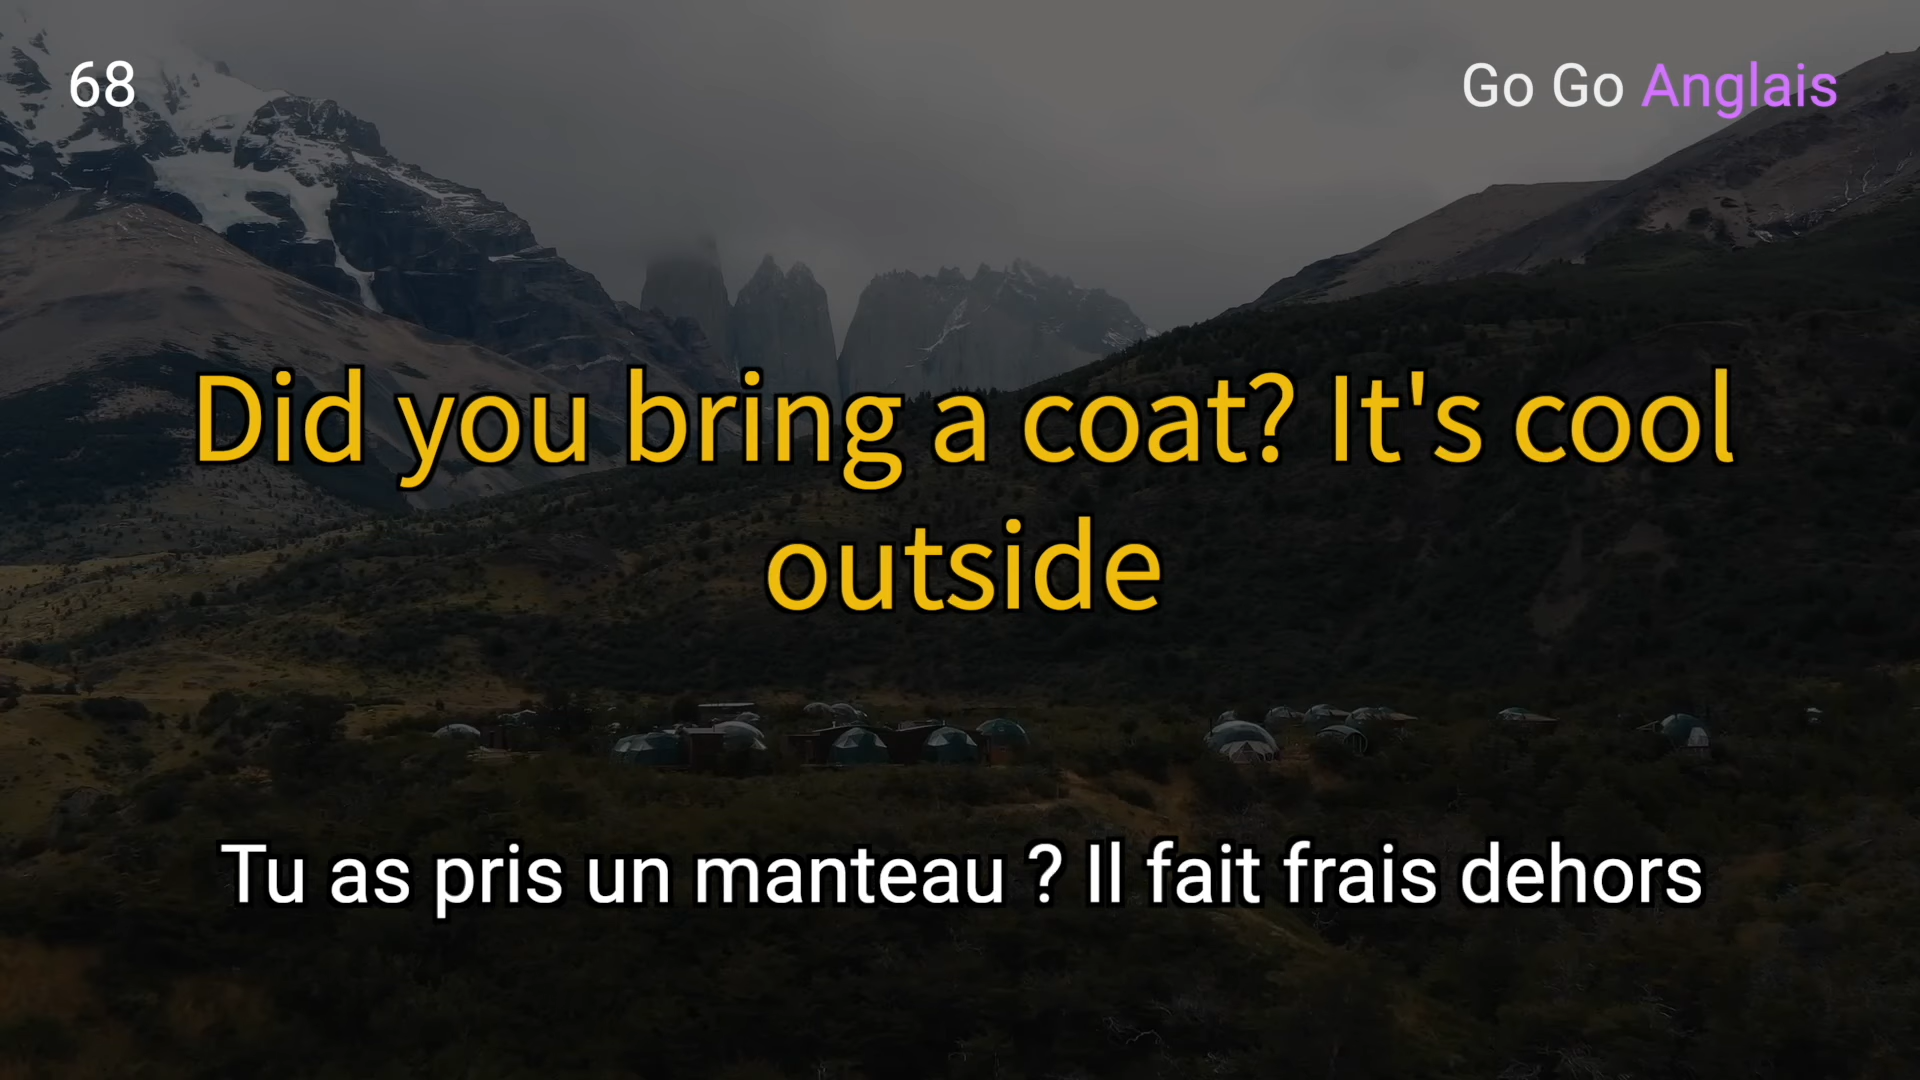 68
Go Go Anglais
Did you bring a coat? It's cool
outside
Tu as pris un manteau ? Il fait frais dehors